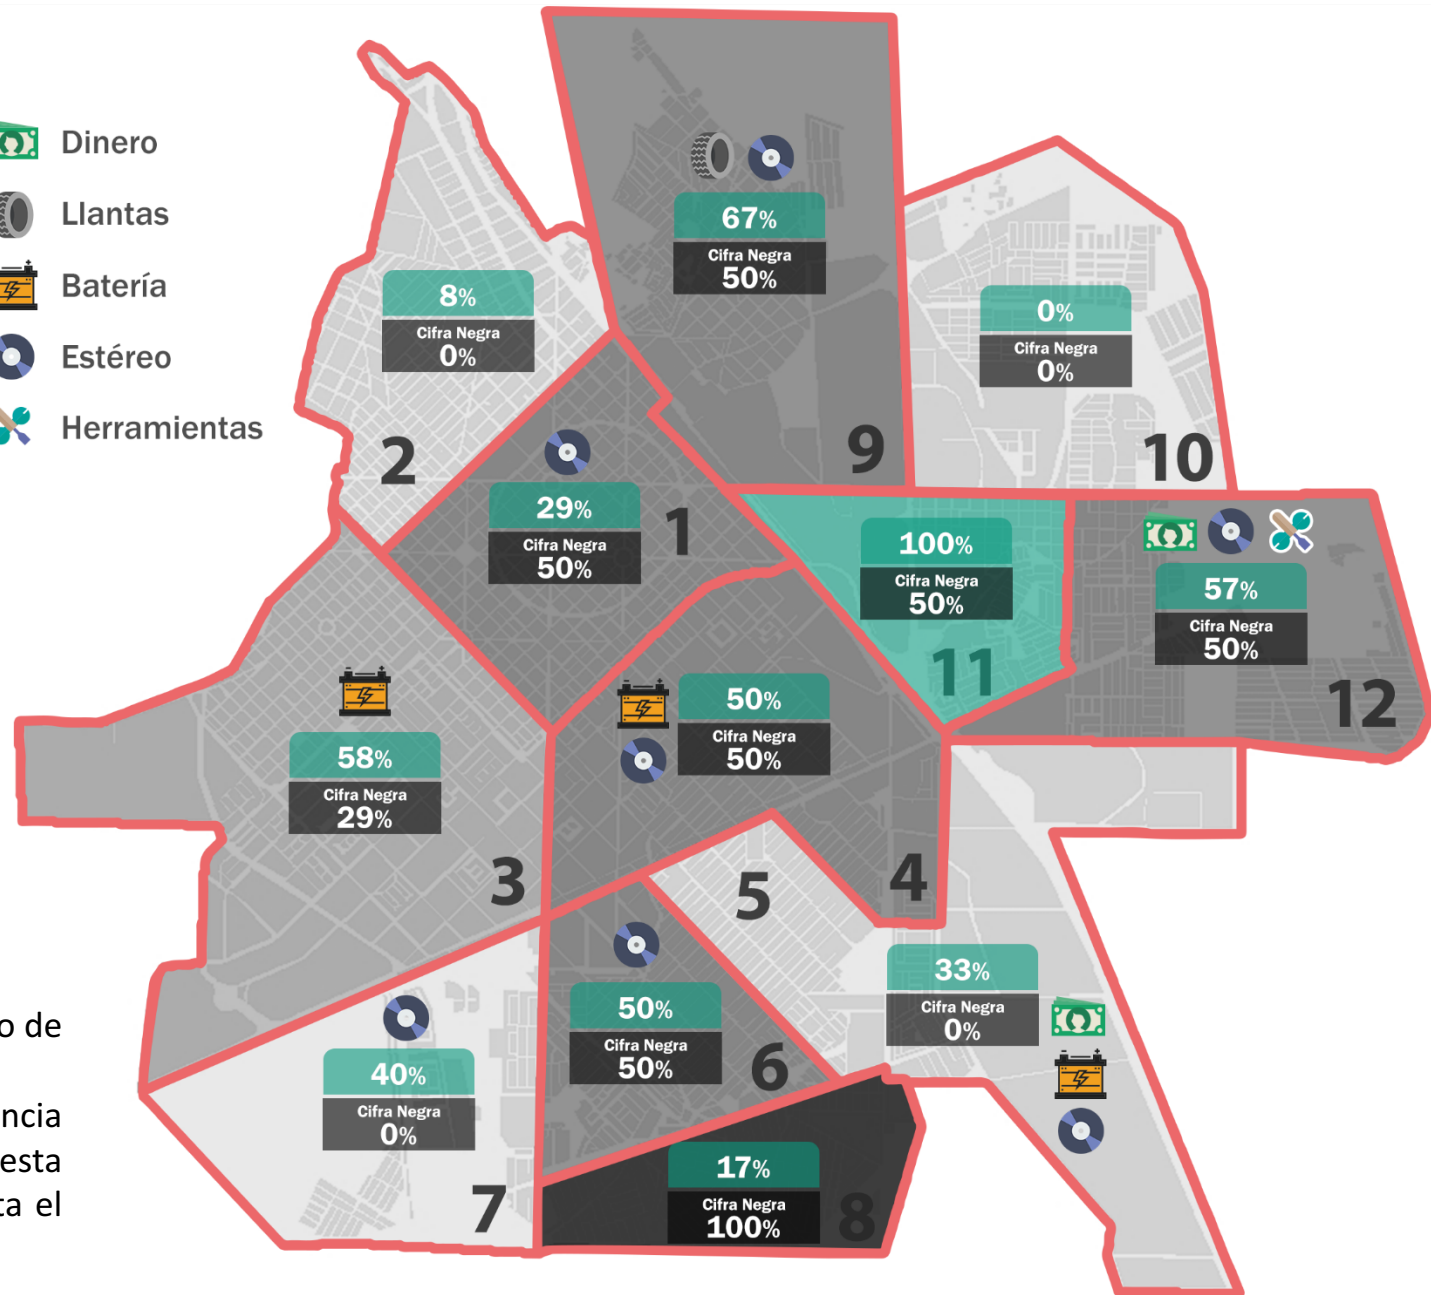 Dinero
Llantas
Batería
Estéreo
Herramientas
67%
Cifra Negra
50%
9
8%
Cifra Negra
0%
2
0%
Cifra Negra
0%
10
29%
Cifra Negra
50%
1
100%
Cifra Negra
50%
11
57%
Cifra Negra
50%
12
58%
Cifra Negra
29%
3
50%
Cifra Negra
50%
4
5
33%
Cifra Negra
0%
50%
Cifra Negra
50%
6
40%
Cifra Negra
0%
7
17%
Cifra Negra
100%
8
o de
ncia
esta
ta el